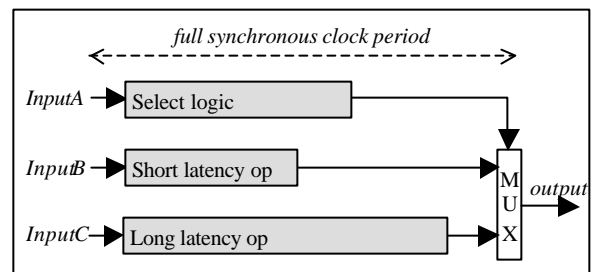 full synchronous clock period
InputA
Select logic
InputB
Short latency op
M
U
X
output
InputC
Long latency op